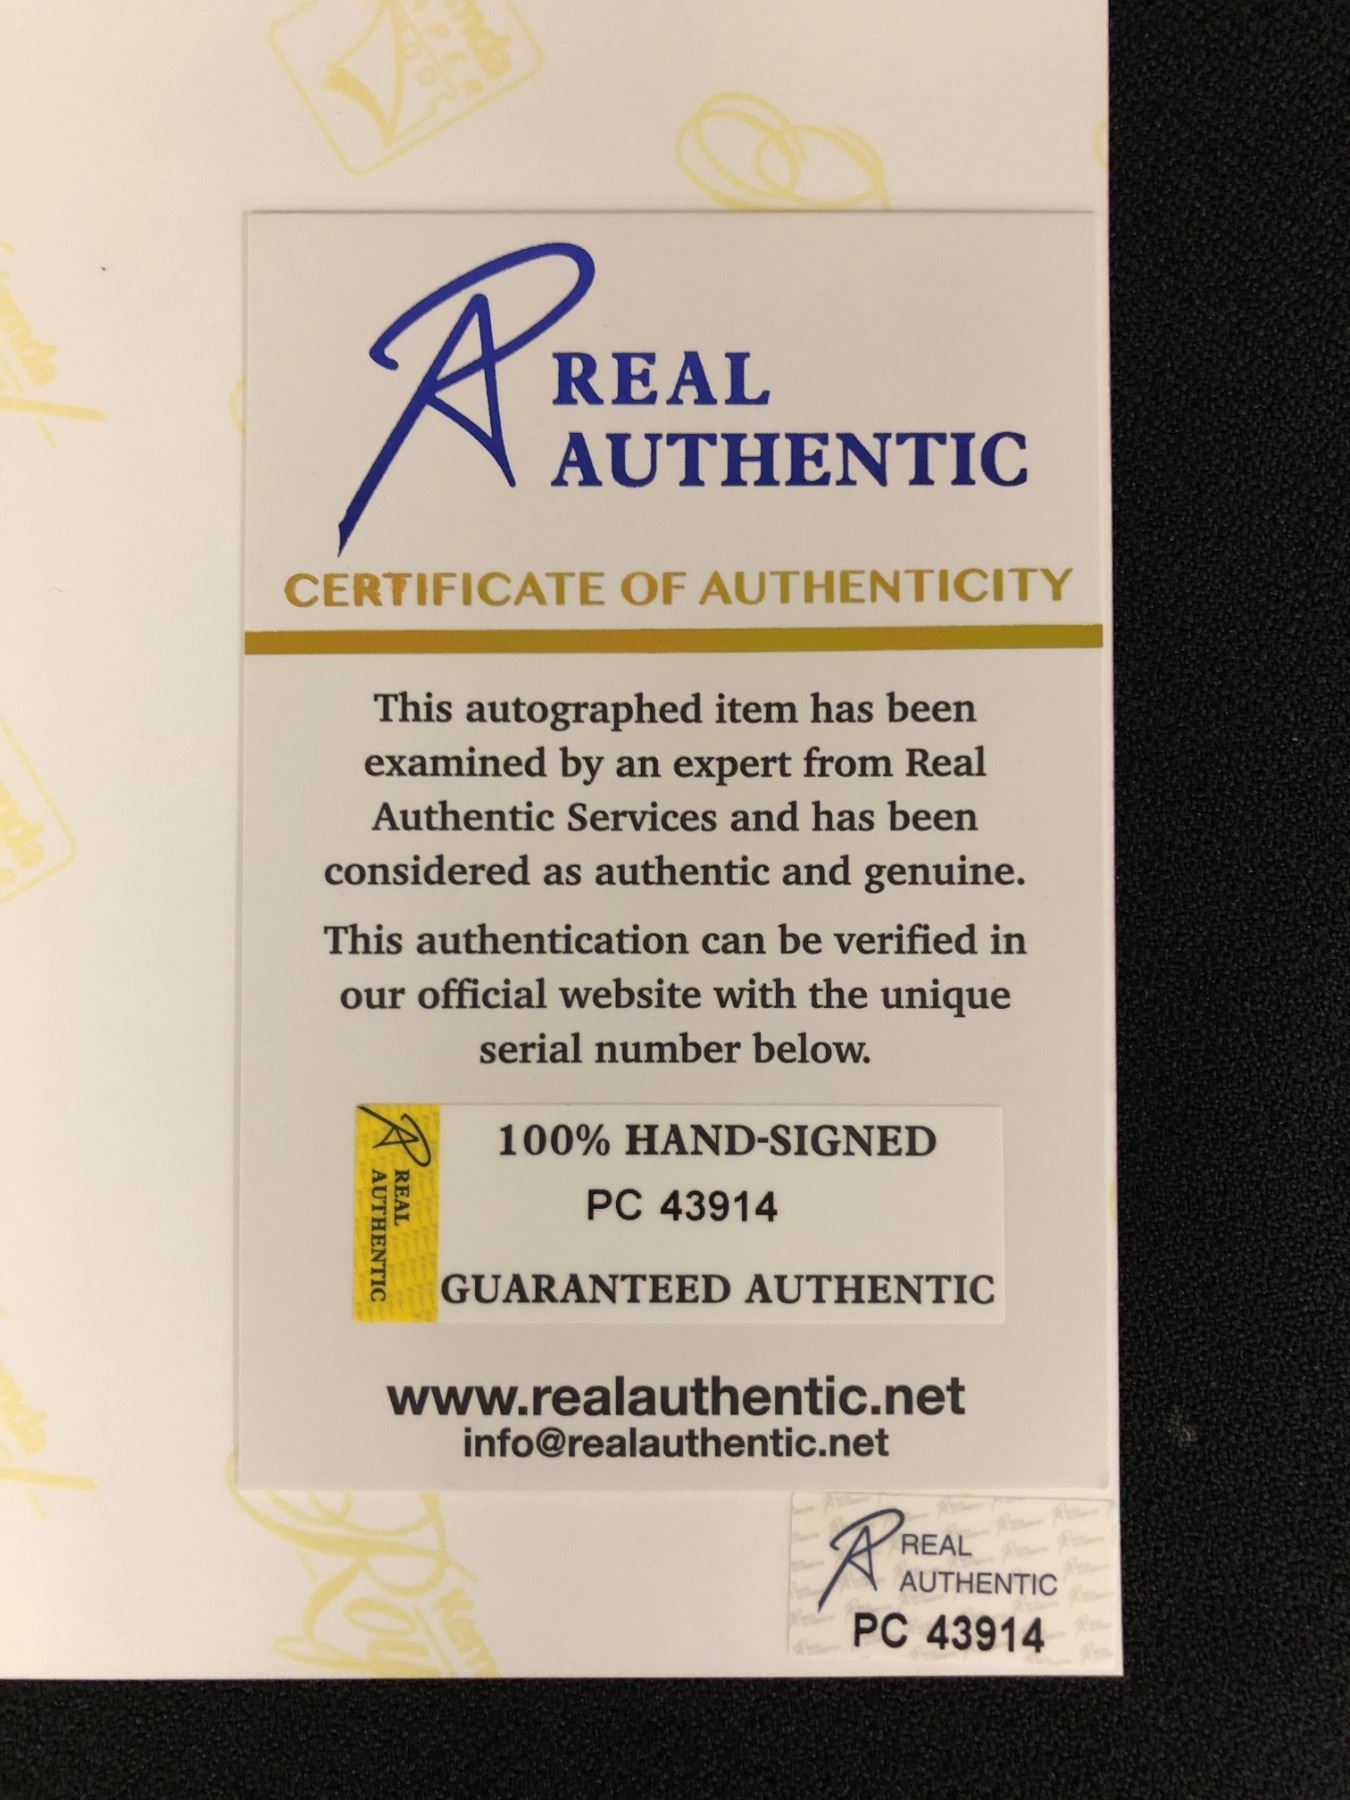 REAL
AUTHENTIC
CERTIFICATE OF AUTHENTICITY
This autographed item has been
examined by an expert from Real
Authentic Services and has been
considered as authentic and genuine.
This authentication can be verified in
our official website with the unique
serial number below.
REAL
AUTHENTIC
100% HAND-SIGNED
PC 43914
GUARANTEED AUTHENTIC
www.realauthentic.net
info@realauthentic.net
REAL
AUTHENTIC
PC 43914